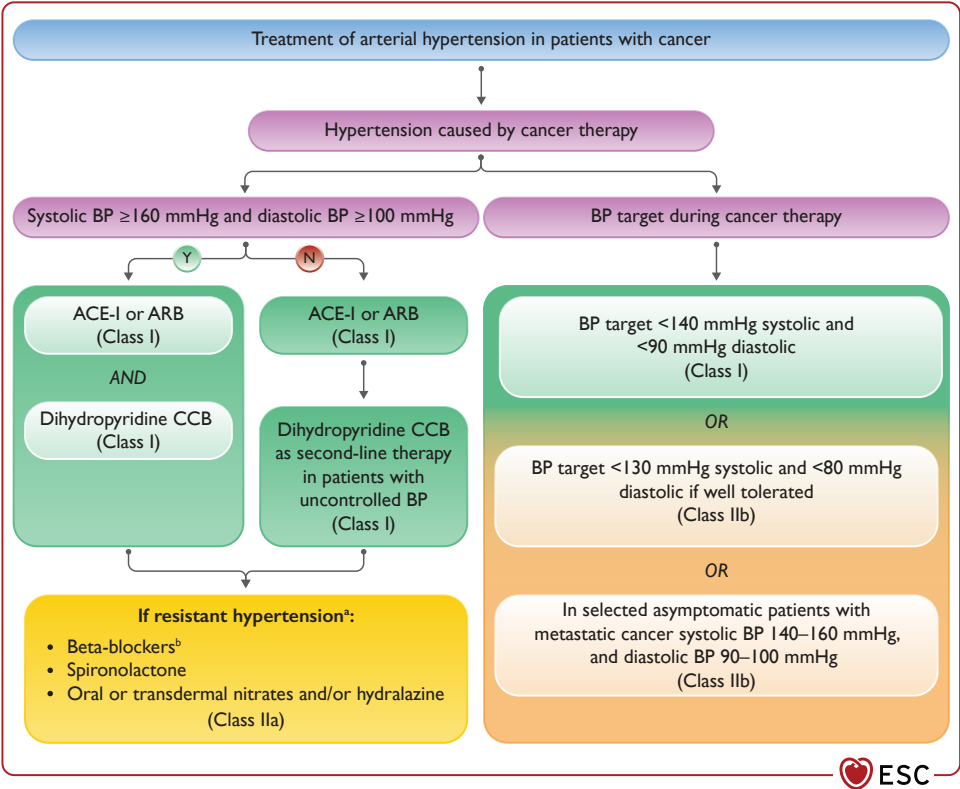 Treatment of arterial hypertension in patients with cancer
Hypertension caused by cancer therapy
Systolic BP ≥160 mmHg and diastolic BP ≥100 mmHg
Y
N
ACE-I or ARB
(Class I)
AND
Dihydropyridine CCB
(Class I)
ACE-I or ARB
(Class I)
Dihydropyridine CCB
as second-line therapy
in patients with
uncontrolled BP
(Class I)
If resistant hypertensionᵃ:
• Beta-blockersᵇ
• Spironolactone
• Oral or transdermal nitrates and/or hydralazine
(Class IIa)
BP target during cancer therapy
BP target <140 mmHg systolic and
<90 mmHg diastolic
(Class I)
OR
BP target <130 mmHg systolic and <80 mmHg
diastolic if well tolerated
(Class IIb)
OR
In selected asymptomatic patients with
metastatic cancer systolic BP 140–160 mmHg,
and diastolic BP 90–100 mmHg
(Class IIb)
ESC